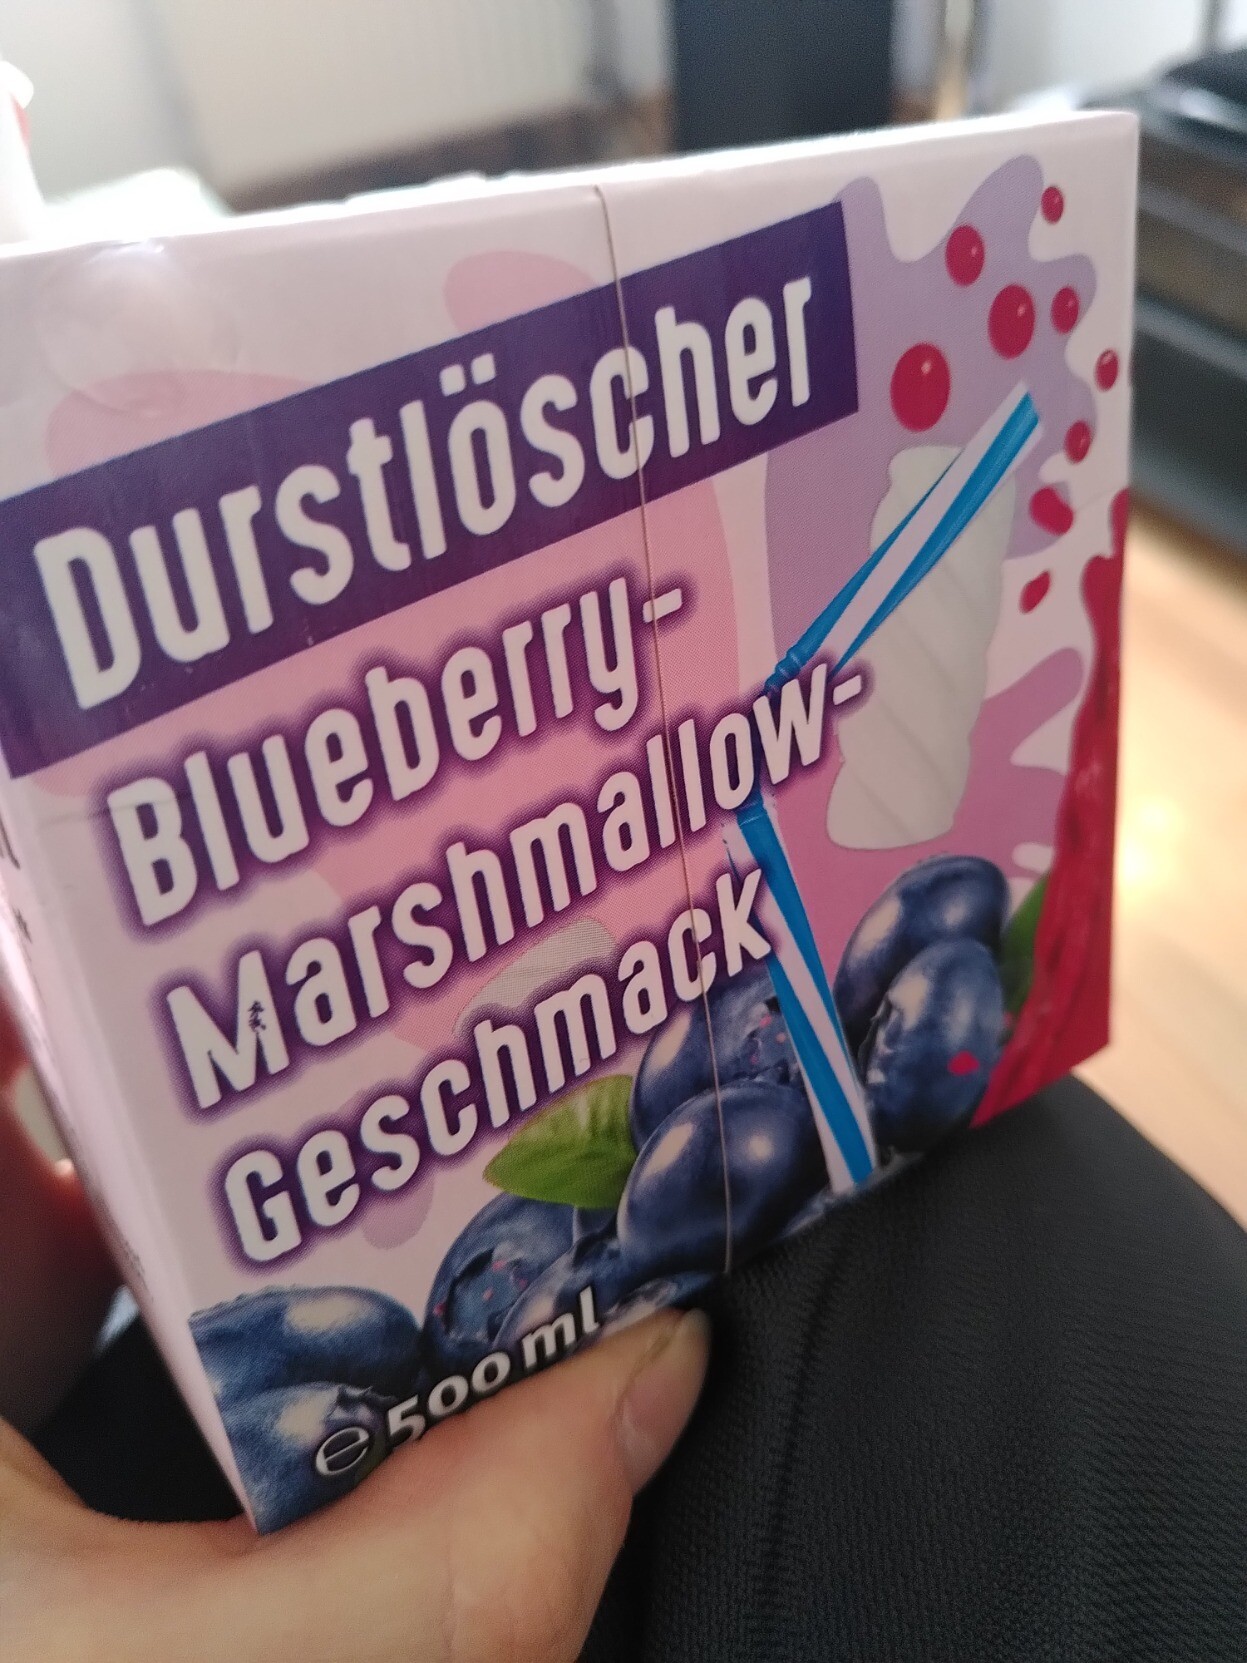 Durstlöscher
Blueberry-
Marshmallow-
Geschmack
℮ 500 ml